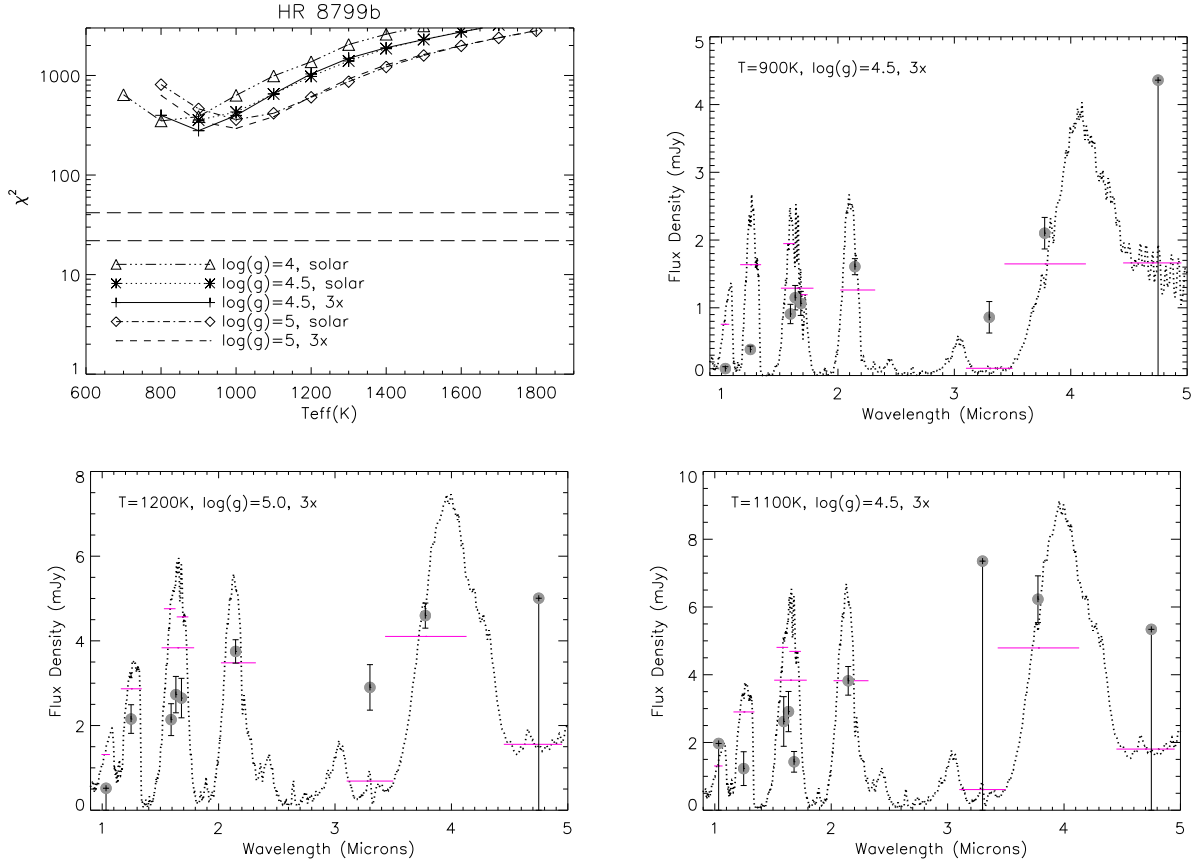 HR 8799b
1000
100
10
1
χ²
log(g)=4, solar
log(g)=4.5, solar
log(g)=4.5, 3x
log(g)=5, solar
log(g)=5, 3x
600 800 1000 1200 1400 1600 1800
Teff(K)
T=900K, log(g)=4.5, 3x
5
4
3
2
1
0
Flux Density (mJy)
1 2 3 4 5
Wavelength (Microns)
T=1200K, log(g)=5.0, 3x
8
6
4
2
0
Flux Density (mJy)
1 2 3 4 5
Wavelength (Microns)
T=1100K, log(g)=4.5, 3x
10
8
6
4
2
0
Flux Density (mJy)
1 2 3 4 5
Wavelength (Microns)